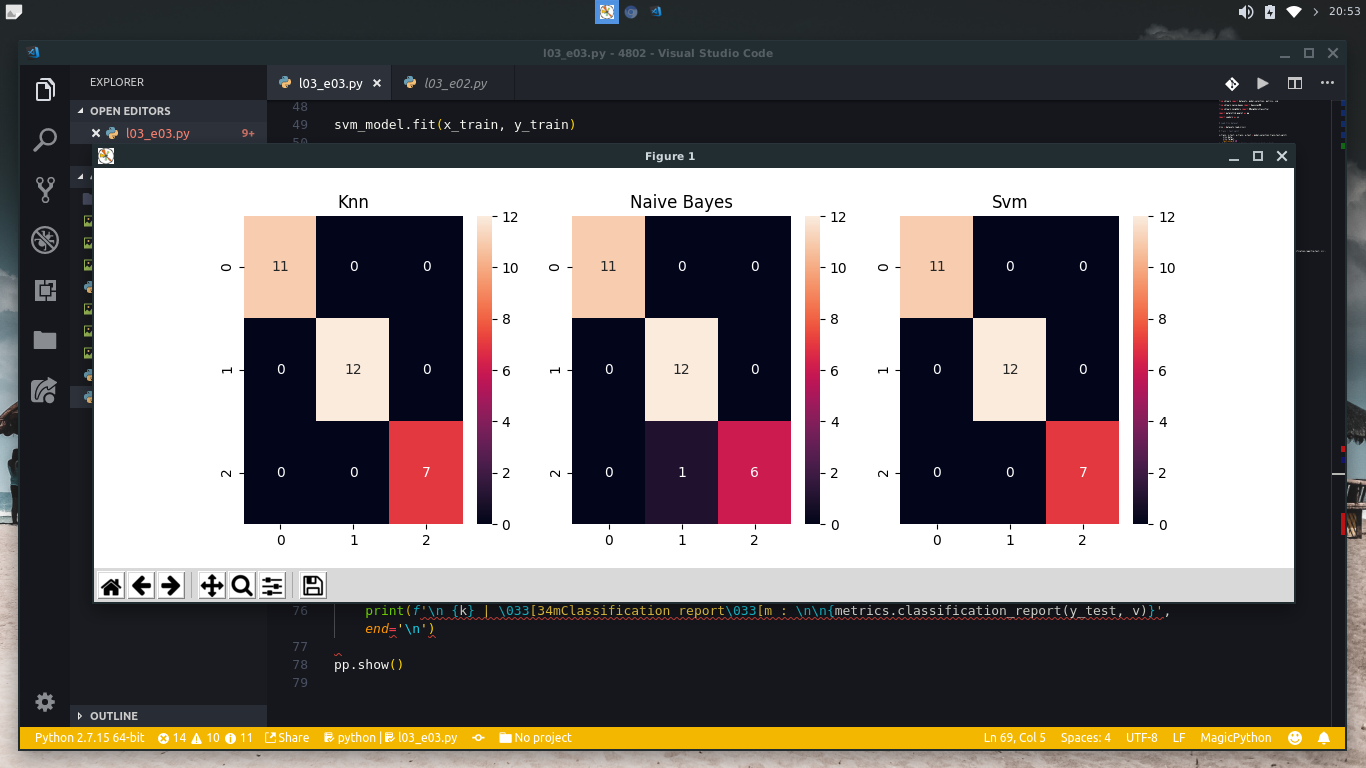 20:53
l03_e03.py - 4802 - Visual Studio Code
EXPLORER
l03_e03.py
l03_e02.py
OPEN EDITORS
l03_e03.py 9+
48
49 svm_model.fit(x_train, y_train)
50
Figure 1
Knn
11 0 0
0 12 0
0 0 7
0 1 2
0
1
2
12
10
8
6
4
2
0
Naive Bayes
11 0 0
0 12 0
0 1 6
0 1 2
0
1
2
12
10
8
6
4
2
0
Svm
11 0 0
0 12 0
0 0 7
0 1 2
0
1
2
12
10
8
6
4
2
0
76 print(f'\n {k} | \033[34mClassification report\033[m : \n\n{metrics.classification_report(y_test, v)}',
end='\n')
77
78 pp.show()
79
OUTLINE
Python 2.7.15 64-bit 14 10 11 Share python | l03_e03.py No project Ln 69, Col 5 Spaces: 4 UTF-8 LF MagicPython